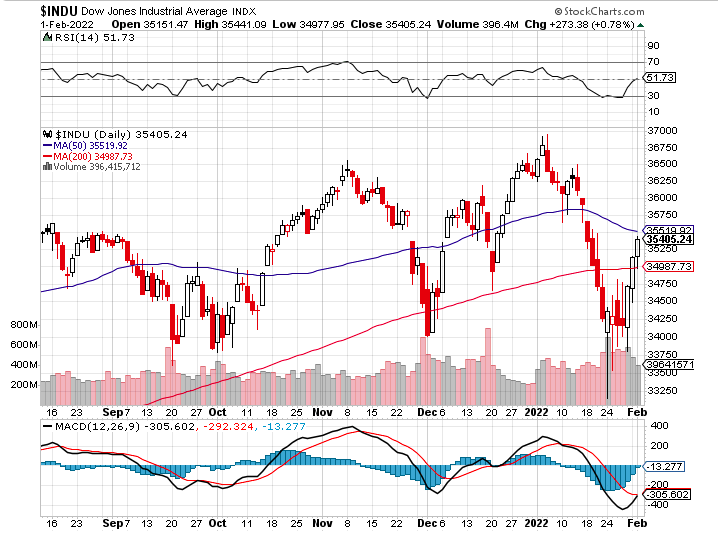 $INDU Dow Jones Industrial Average INDX © StockCharts.com
1-Feb-2022 Open 35151.47 High 35441.09 Low 34977.95 Close 35405.24 Volume 396.4M Chg +273.38 (+0.78%)
RSI(14) 51.73
90
70
51.73
30
10
$INDU (Daily) 35405.24
MA(50) 35519.92
MA(200) 34987.73
Volume 396,415,712
37000
36750
36500
36250
36000
35750
35519.92
35405.24
35250
34987.73
34750
34500
34250
34000
33750
39641571
33500
33250
800M
600M
400M
200M
16 23 Sep 13 20 27 Oct 11 18 25 Nov 8 15 22 Dec 6 13 20 27 2022 10 18 24 Feb
MACD(12,26,9) -305.602, -292.324, -13.277
400
200
-13.277
-200
-305.602
-400
16 23 Sep 13 20 27 Oct 11 18 25 Nov 8 15 22 Dec 6 13 20 27 2022 10 18 24 Feb